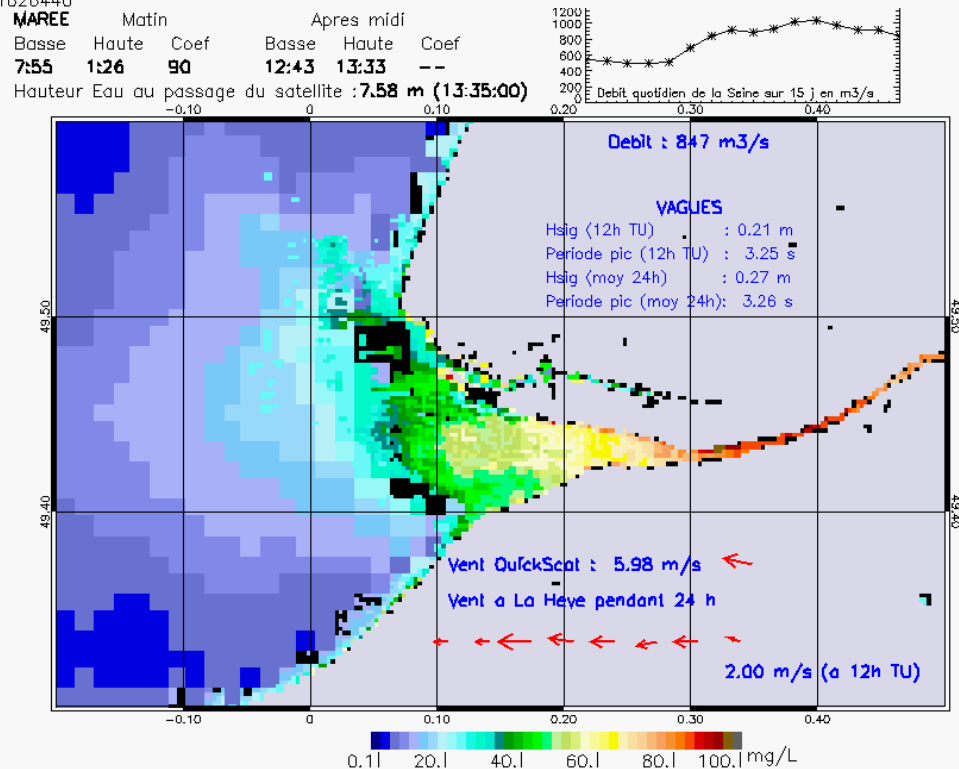 MAREE Matin Apres midi
Basse Haute Coef Basse Haute Coef
7:55 1:26 90 12:43 13:33 --
Hauteur Eau au passage du satellite :7.58 m (13:35:00)
1200
1000
800
600
400
200
0
Debit quotidien de la Seine sur 15 j en m3/s
-0.10 0 0.10 0.20 0.30 0.40
Debit : 847 m3/s
VAGUES
Hsig (12h TU) : 0.21 m
Periode pic (12h TU) : 3.25 s
Hsig (moy 24h) : 0.27 m
Periode pic (moy 24h): 3.26 s
49.50 49.50
49.40 49.40
Vent QuickScat : 5.98 m/s
Vent a La Heve pendant 24 h
2.00 m/s (a 12h TU)
-0.10 0 0.10 0.20 0.30 0.40
0.1| 20.| 40.| 60.| 80.| 100.| mg/L